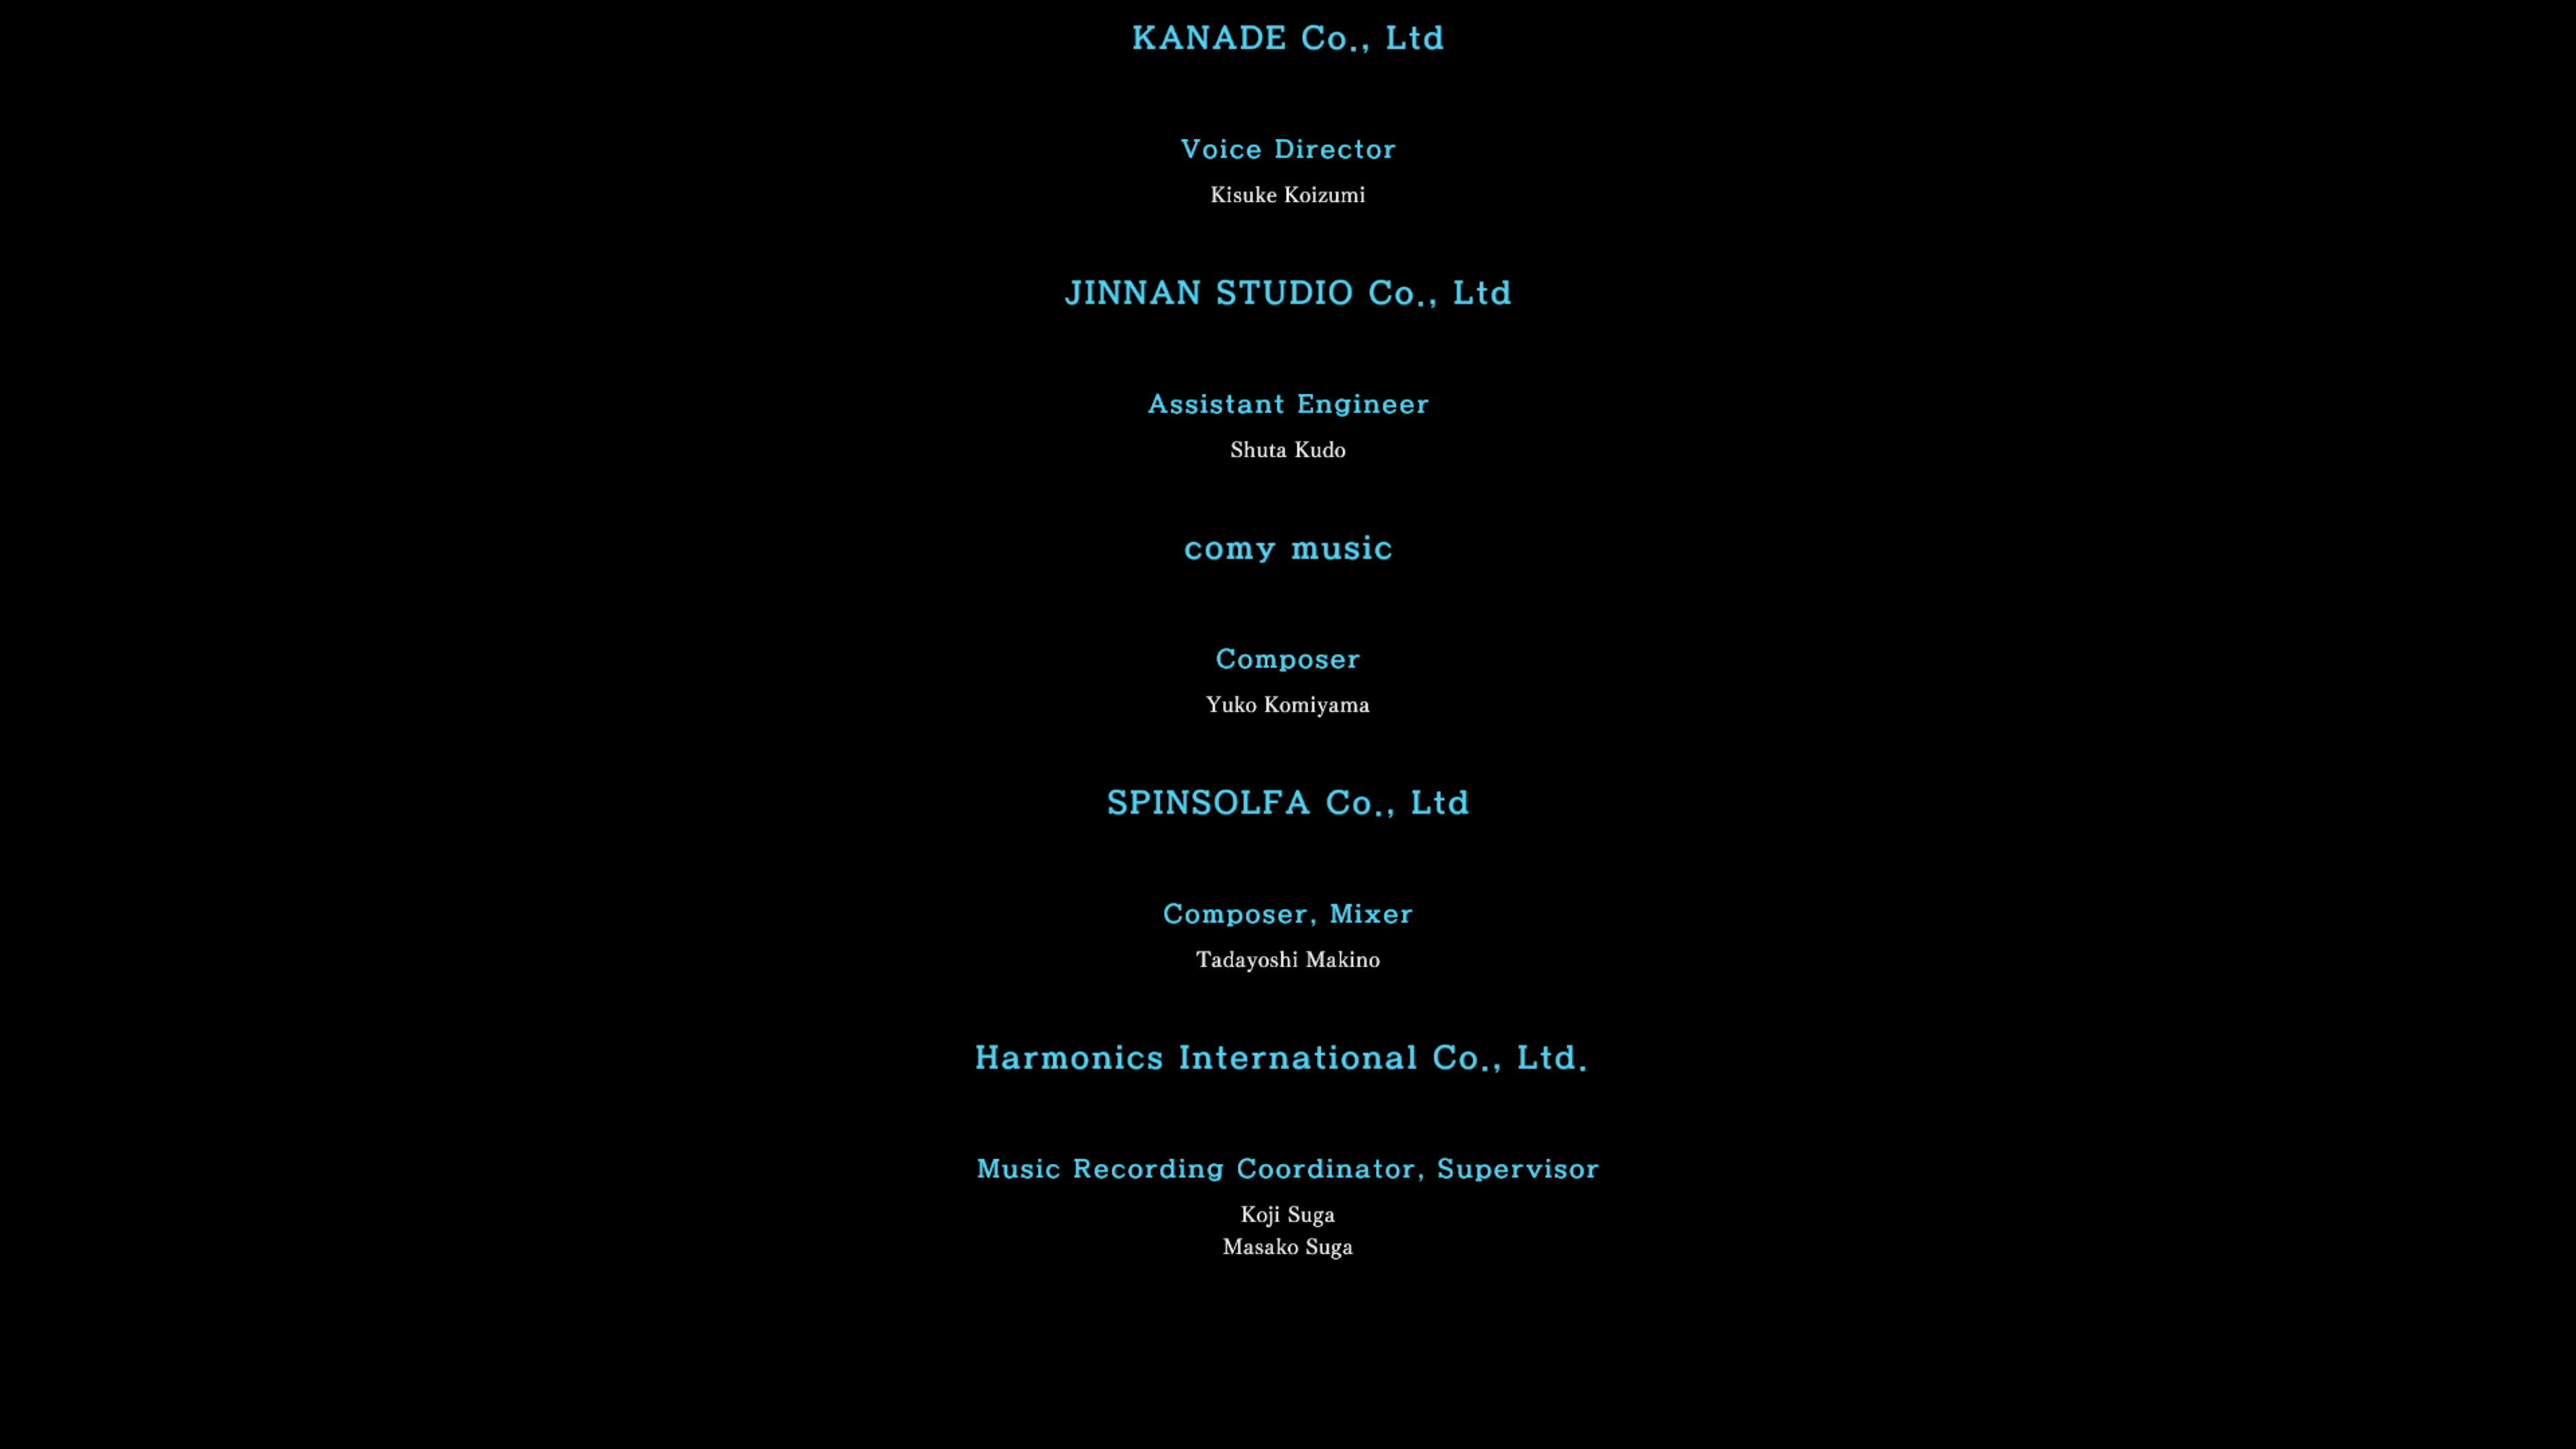 KANADE Co., Ltd
Voice Director
Kisuke Koizumi
JINNAN STUDIO Co., Ltd
Assistant Engineer
Shuta Kudo
comy music
Composer
Yuko Komiyama
SPINSOLFA Co., Ltd
Composer, Mixer
Tadayoshi Makino
Harmonics International Co., Ltd.
Music Recording Coordinator, Supervisor
Koji Suga
Masako Suga